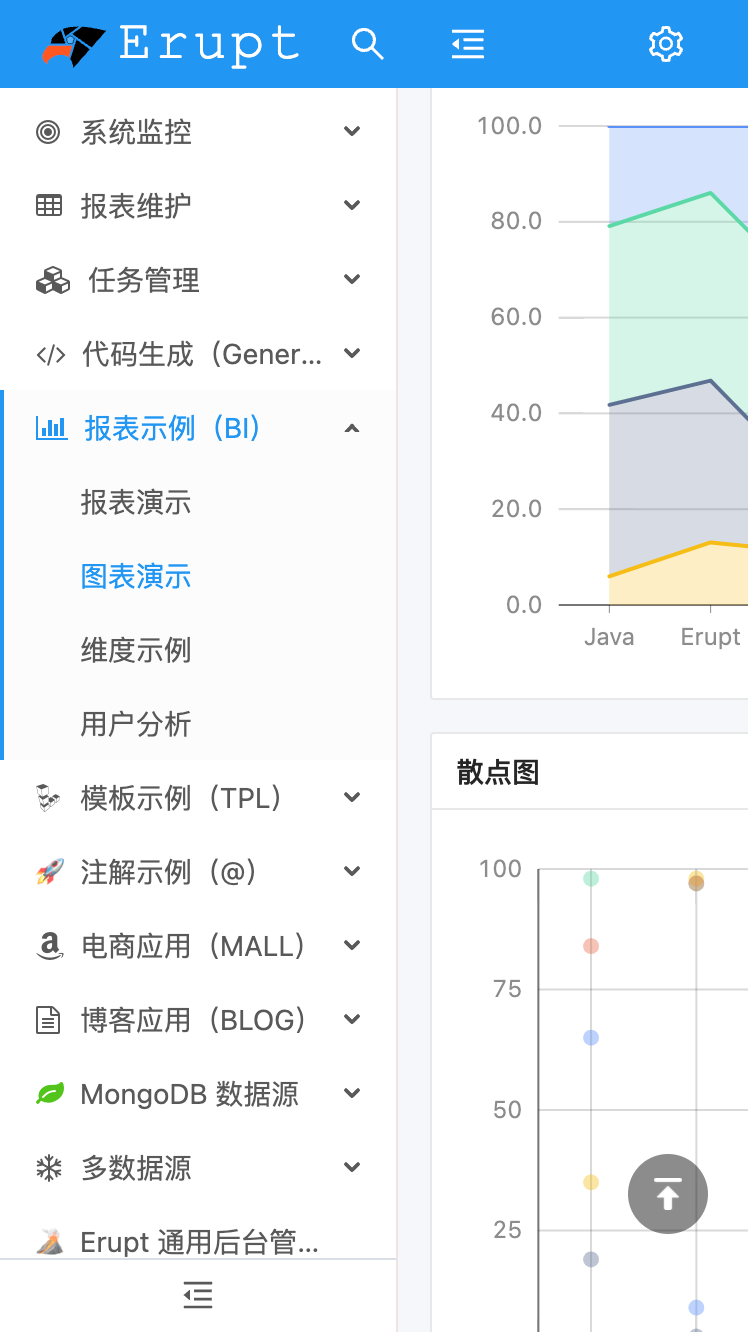 Erupt
系统监控
报表维护
任务管理
代码生成（Gener...
报表示例（BI）
报表演示
图表演示
维度示例
用户分析
模板示例（TPL）
注解示例（@）
电商应用（MALL）
博客应用（BLOG）
MongoDB 数据源
多数据源
Erupt 通用后台管...
100.0
80.0
60.0
40.0
20.0
0.0
Java
Erupt
散点图
100
75
50
25